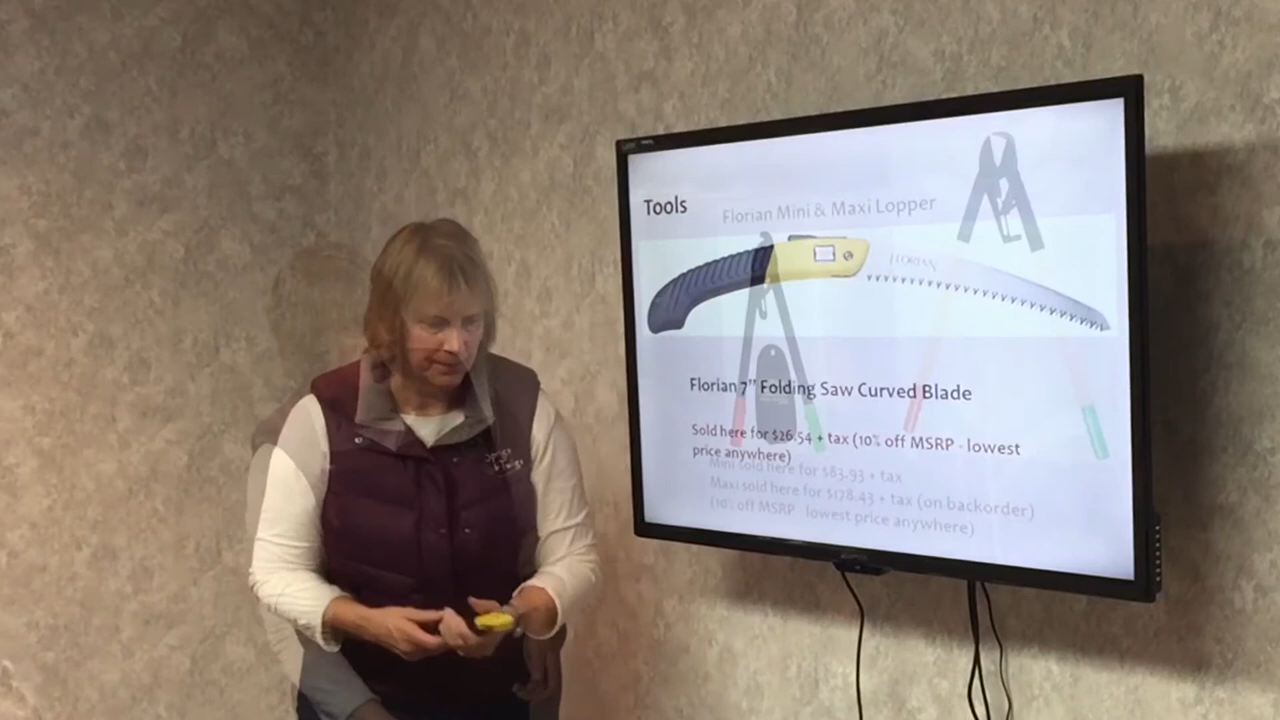 Tools
Florian Mini & Maxi Lopper
FLORIAN
Florian 7" Folding Saw Curved Blade
Sold here for $26.54 + tax (10% off MSRP - lowest
price anywhere)
Mini sold here for $83.93 + tax
Maxi sold here for $178.43 + tax (on backorder)
(10% off MSRP - lowest price anywhere)